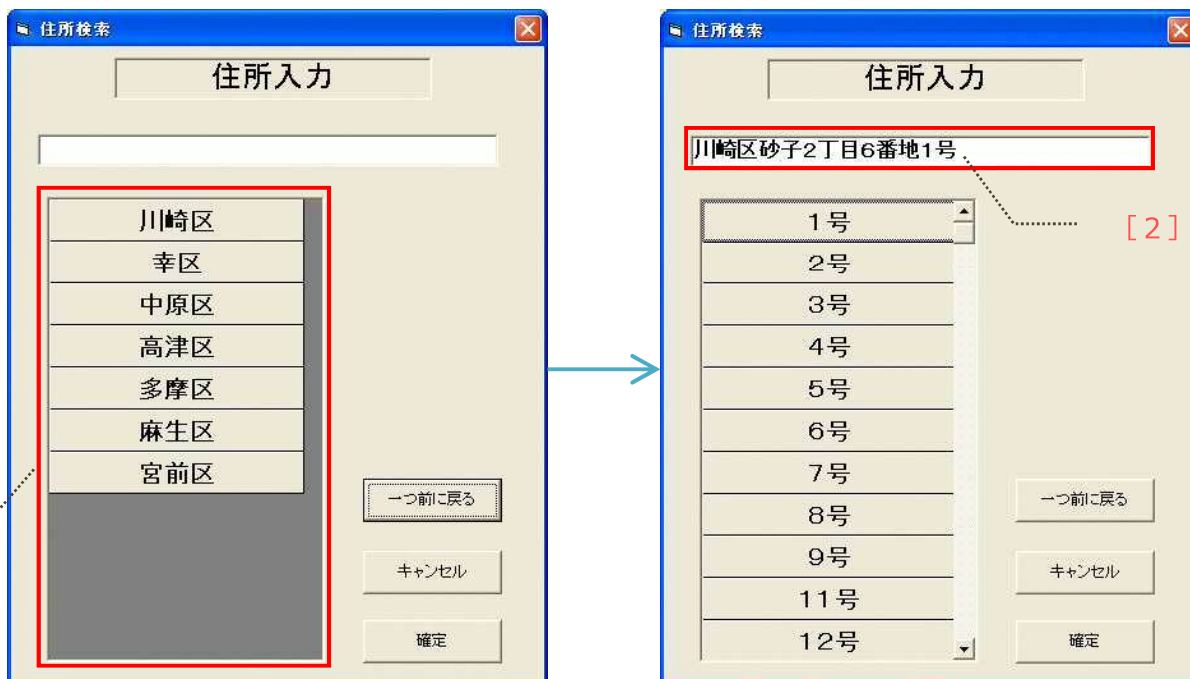 住所検索
住所入力
川崎区
幸区
中原区
高津区
多摩区
麻生区
宮前区
一つ前に戻る
キャンセル
確定
住所検索
住所入力
川崎区砂子2丁目6番地1号
[2]
1号
2号
3号
4号
5号
6号
7号
8号
9号
11号
12号
一つ前に戻る
キャンセル
確定